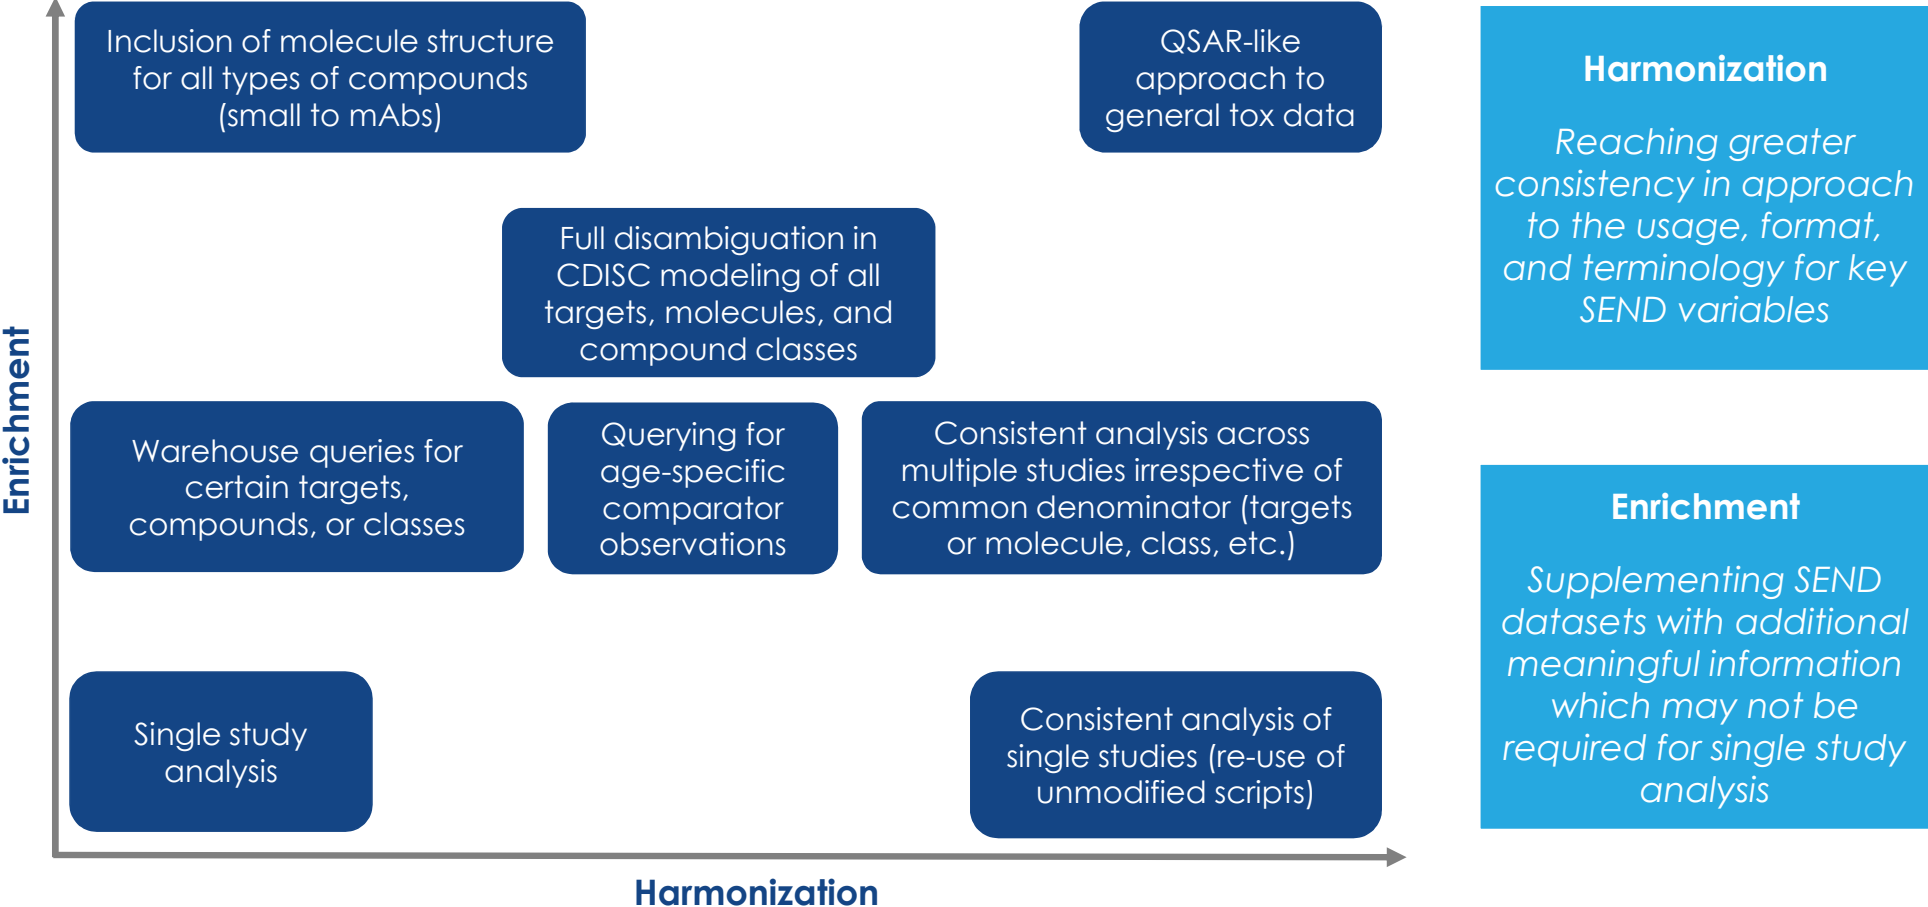 Inclusion of molecule structure
for all types of compounds
(small to mAbs)
QSAR-like
approach to
general tox data
Full disambiguation in
CDISC modeling of all
targets, molecules, and
compound classes
Warehouse queries for
certain targets,
compounds, or classes
Querying for
age-specific
comparator
observations
Consistent analysis across
multiple studies irrespective of
common denominator (targets
or molecule, class, etc.)
Single study
analysis
Consistent analysis of
single studies (re-use of
unmodified scripts)
Enrichment
Harmonization
Harmonization
Reaching greater
consistency in approach
to the usage, format,
and terminology for key
SEND variables
Enrichment
Supplementing SEND
datasets with additional
meaningful information
which may not be
required for single study
analysis